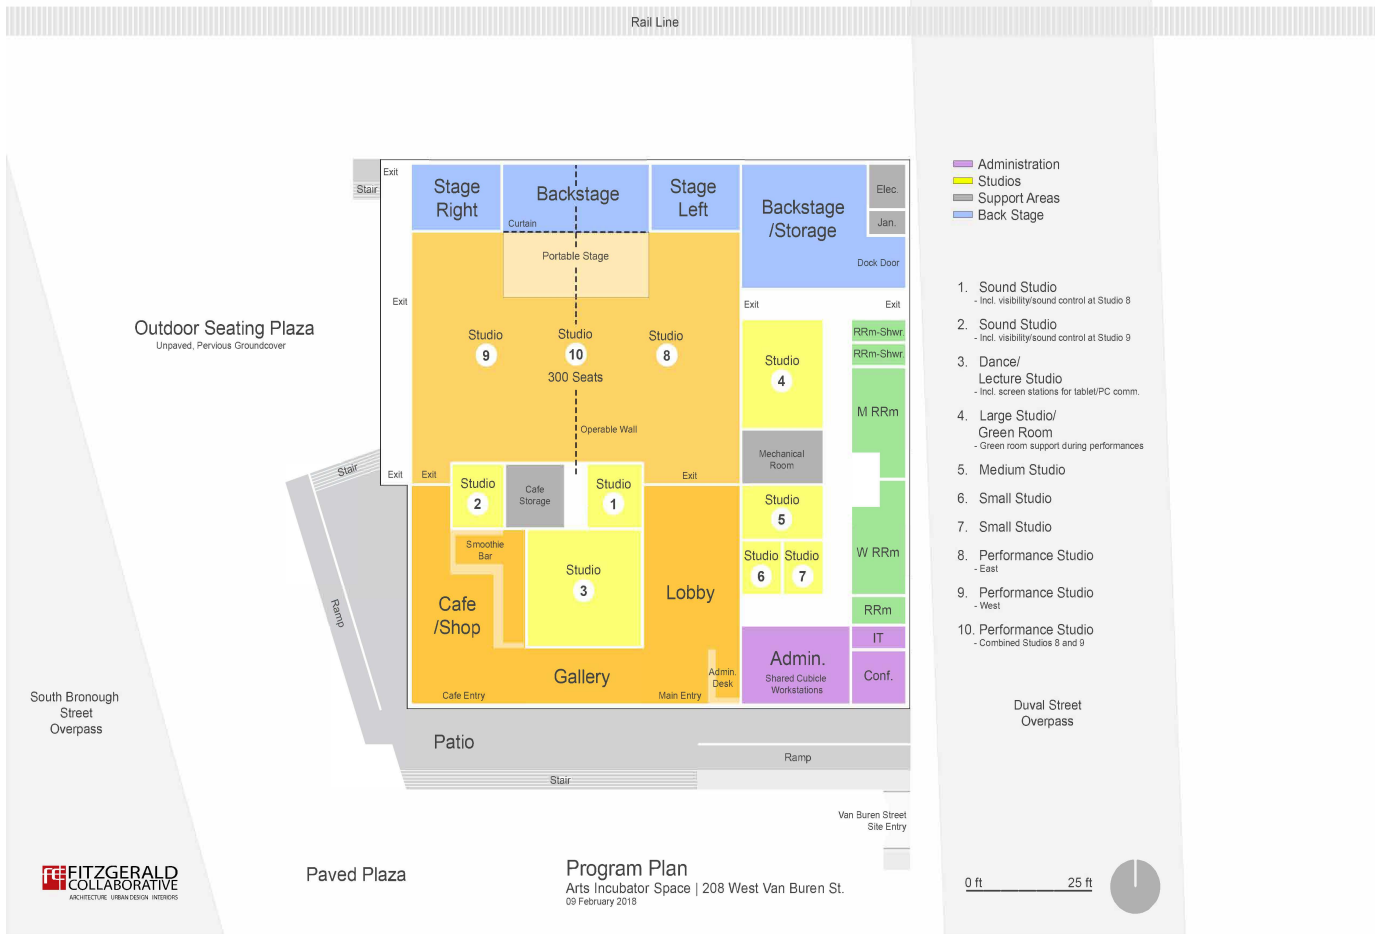 Rail Line
Exit
Stair
Stage
Right
Backstage
Curtain
Stage
Left
Backstage
/Storage
Elec.
Jan.
Dock Door
Portable Stage
Exit
Exit
Exit
Outdoor Seating Plaza
Unpaved, Pervious Groundcover
Studio
9
Studio
10
300 Seats
Studio
8
Operable Wall
Studio
4
RRm-Shwr.
RRm-Shwr.
M RRm
Mechanical
Room
Stair
Exit
Exit
Exit
Studio
2
Cafe
Storage
Studio
1
Studio
5
Smoothie
Bar
Studio
3
Studio
6
Studio
7
W RRm
Ramp
Cafe
/Shop
Lobby
RRm
IT
Gallery
Cafe Entry
Main Entry
Admin.
Desk
Admin.
Shared Cubicle
Workstations
Conf.
Patio
Ramp
Stair
South Bronough
Street
Overpass
Van Buren Street
Site Entry
Administration
Studios
Support Areas
Back Stage
1. Sound Studio
- Incl. visibility/sound control at Studio 8
2. Sound Studio
- Incl. visibility/sound control at Studio 9
3. Dance/
Lecture Studio
- Incl. screen stations for tablet/PC comm.
4. Large Studio/
Green Room
- Green room support during performances
5. Medium Studio
6. Small Studio
7. Small Studio
8. Performance Studio
- East
9. Performance Studio
- West
10. Performance Studio
- Combined Studios 8 and 9
Duval Street
Overpass
FITZGERALD
COLLABORATIVE
ARCHITECTURE URBAN DESIGN INTERIORS
Paved Plaza
Program Plan
Arts Incubator Space | 208 West Van Buren St.
09 February 2018
0 ft 25 ft